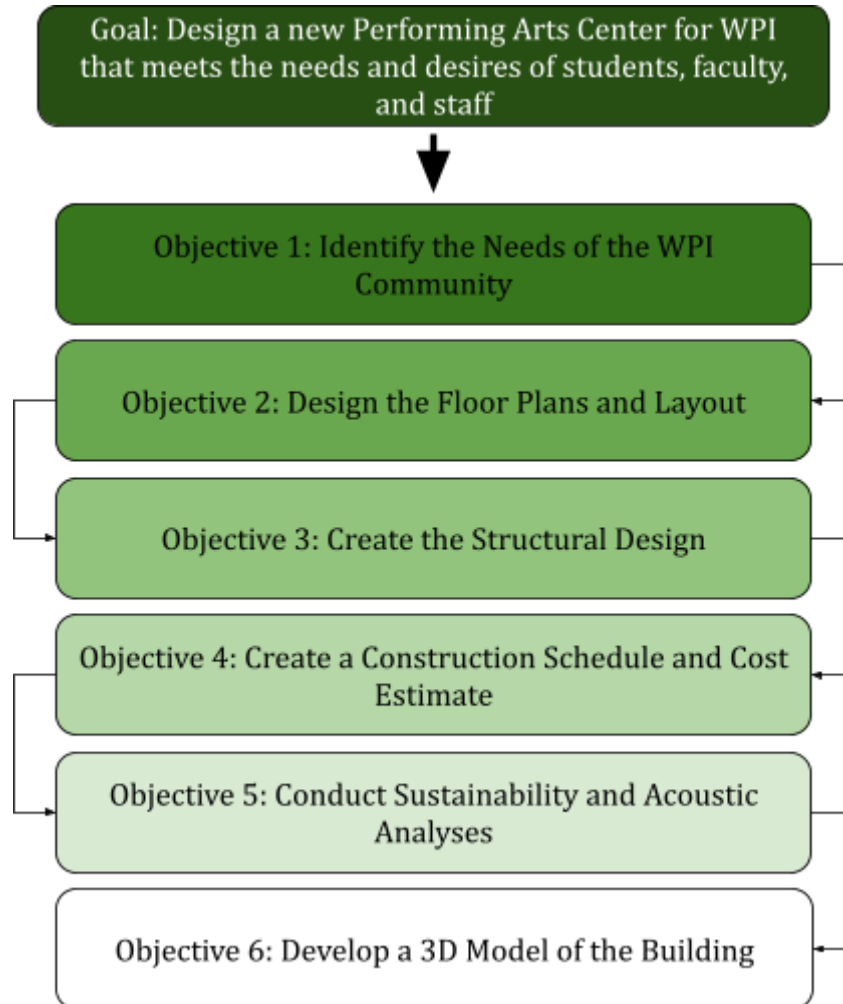 Goal: Design a new Performing Arts Center for WPI
that meets the needs and desires of students, faculty,
and staff
Objective 1: Identify the Needs of the WPI
Community
Objective 2: Design the Floor Plans and Layout
Objective 3: Create the Structural Design
Objective 4: Create a Construction Schedule and Cost
Estimate
Objective 5: Conduct Sustainability and Acoustic
Analyses
Objective 6: Develop a 3D Model of the Building